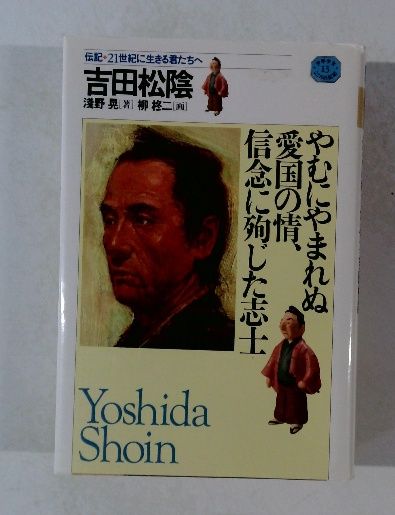 伝記・21世紀に生きる君たちへ
吉田松陰
淺野 晃[著] 柳 柊二[画]
13
やむにやまれぬ
愛国の情、
信念に殉じた志士
Yoshida
Shoin